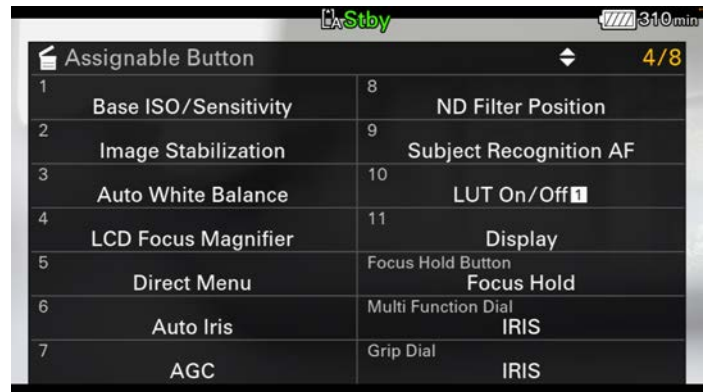 A Stby 310min
Assignable Button 4/8
1 Base ISO/Sensitivity
2 Image Stabilization
3 Auto White Balance
4 LCD Focus Magnifier
5 Direct Menu
6 Auto Iris
7 AGC
8 ND Filter Position
9 Subject Recognition AF
10 LUT On/Off 1
11 Display
Focus Hold Button
Focus Hold
Multi Function Dial
IRIS
Grip Dial
IRIS